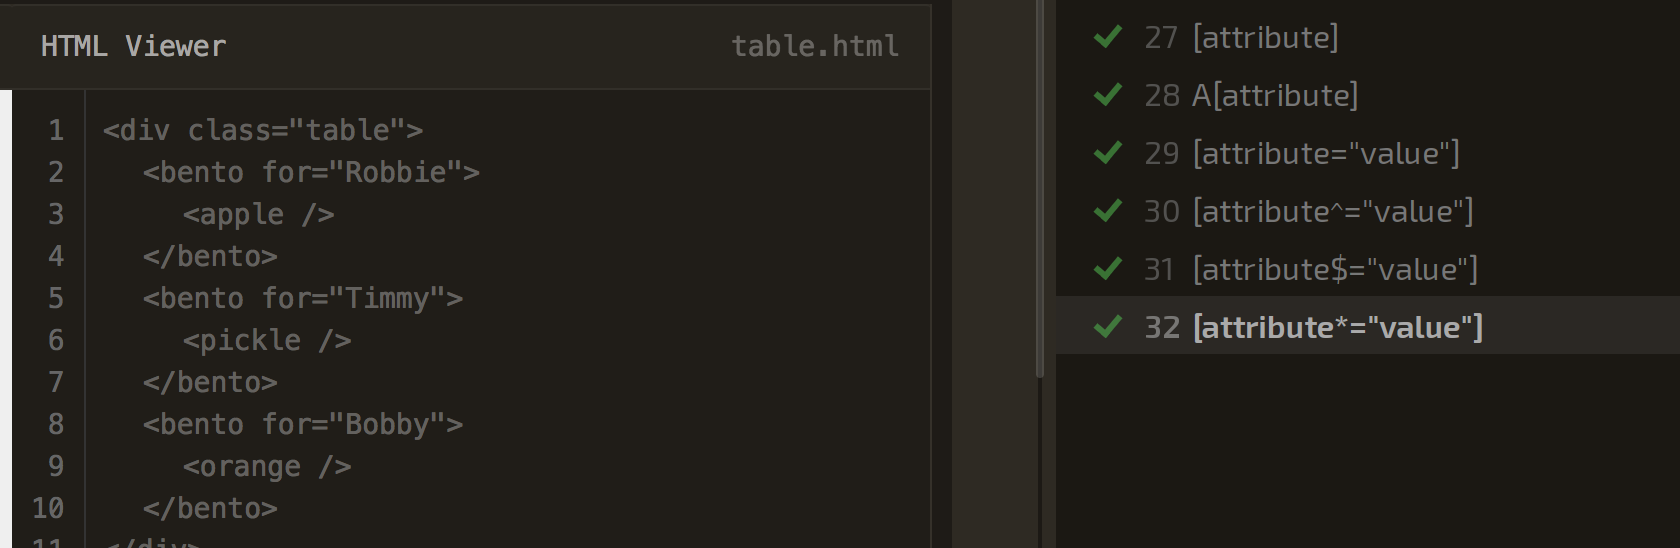 HTML Viewer
table.html
1 <div class="table">
2 <bento for="Robbie">
3 <apple />
4 </bento>
5 <bento for="Timmy">
6 <pickle />
7 </bento>
8 <bento for="Bobby">
9 <orange />
10 </bento>
11 </div>
27 [attribute]
28 A[attribute]
29 [attribute="value"]
30 [attribute^="value"]
31 [attribute$="value"]
32 [attribute*="value"]